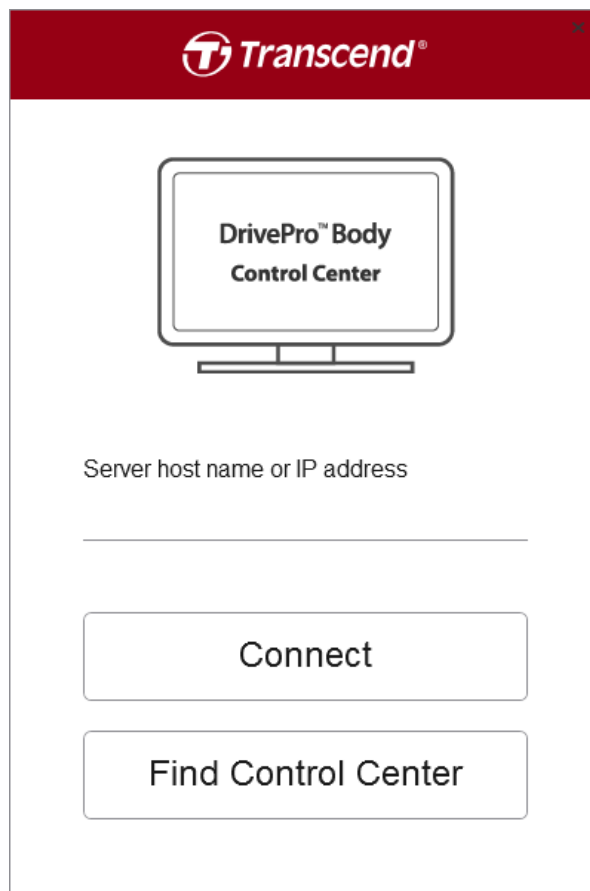 Transcend®
DrivePro™ Body
Control Center
Server host name or IP address
Connect
Find Control Center